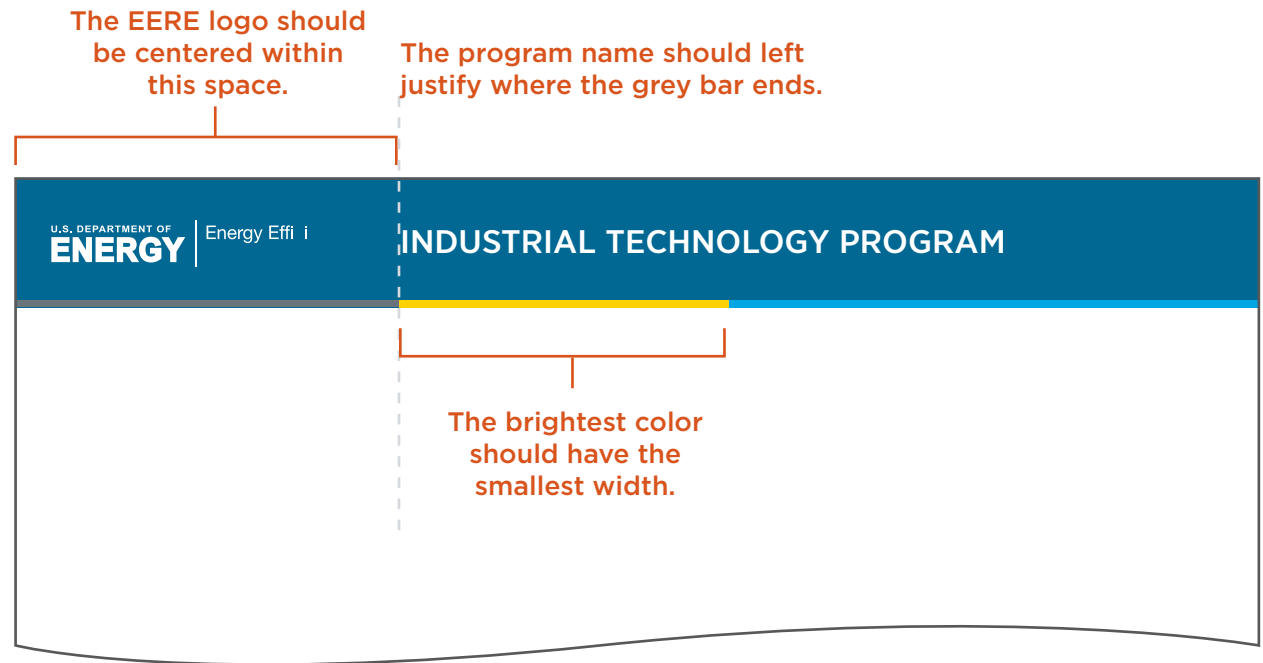 The EERE logo should
be centered within
this space.
The program name should left
justify where the grey bar ends.
U.S. DEPARTMENT OF
ENERGY
Energy Effi i
INDUSTRIAL TECHNOLOGY PROGRAM
The brightest color
should have the
smallest width.